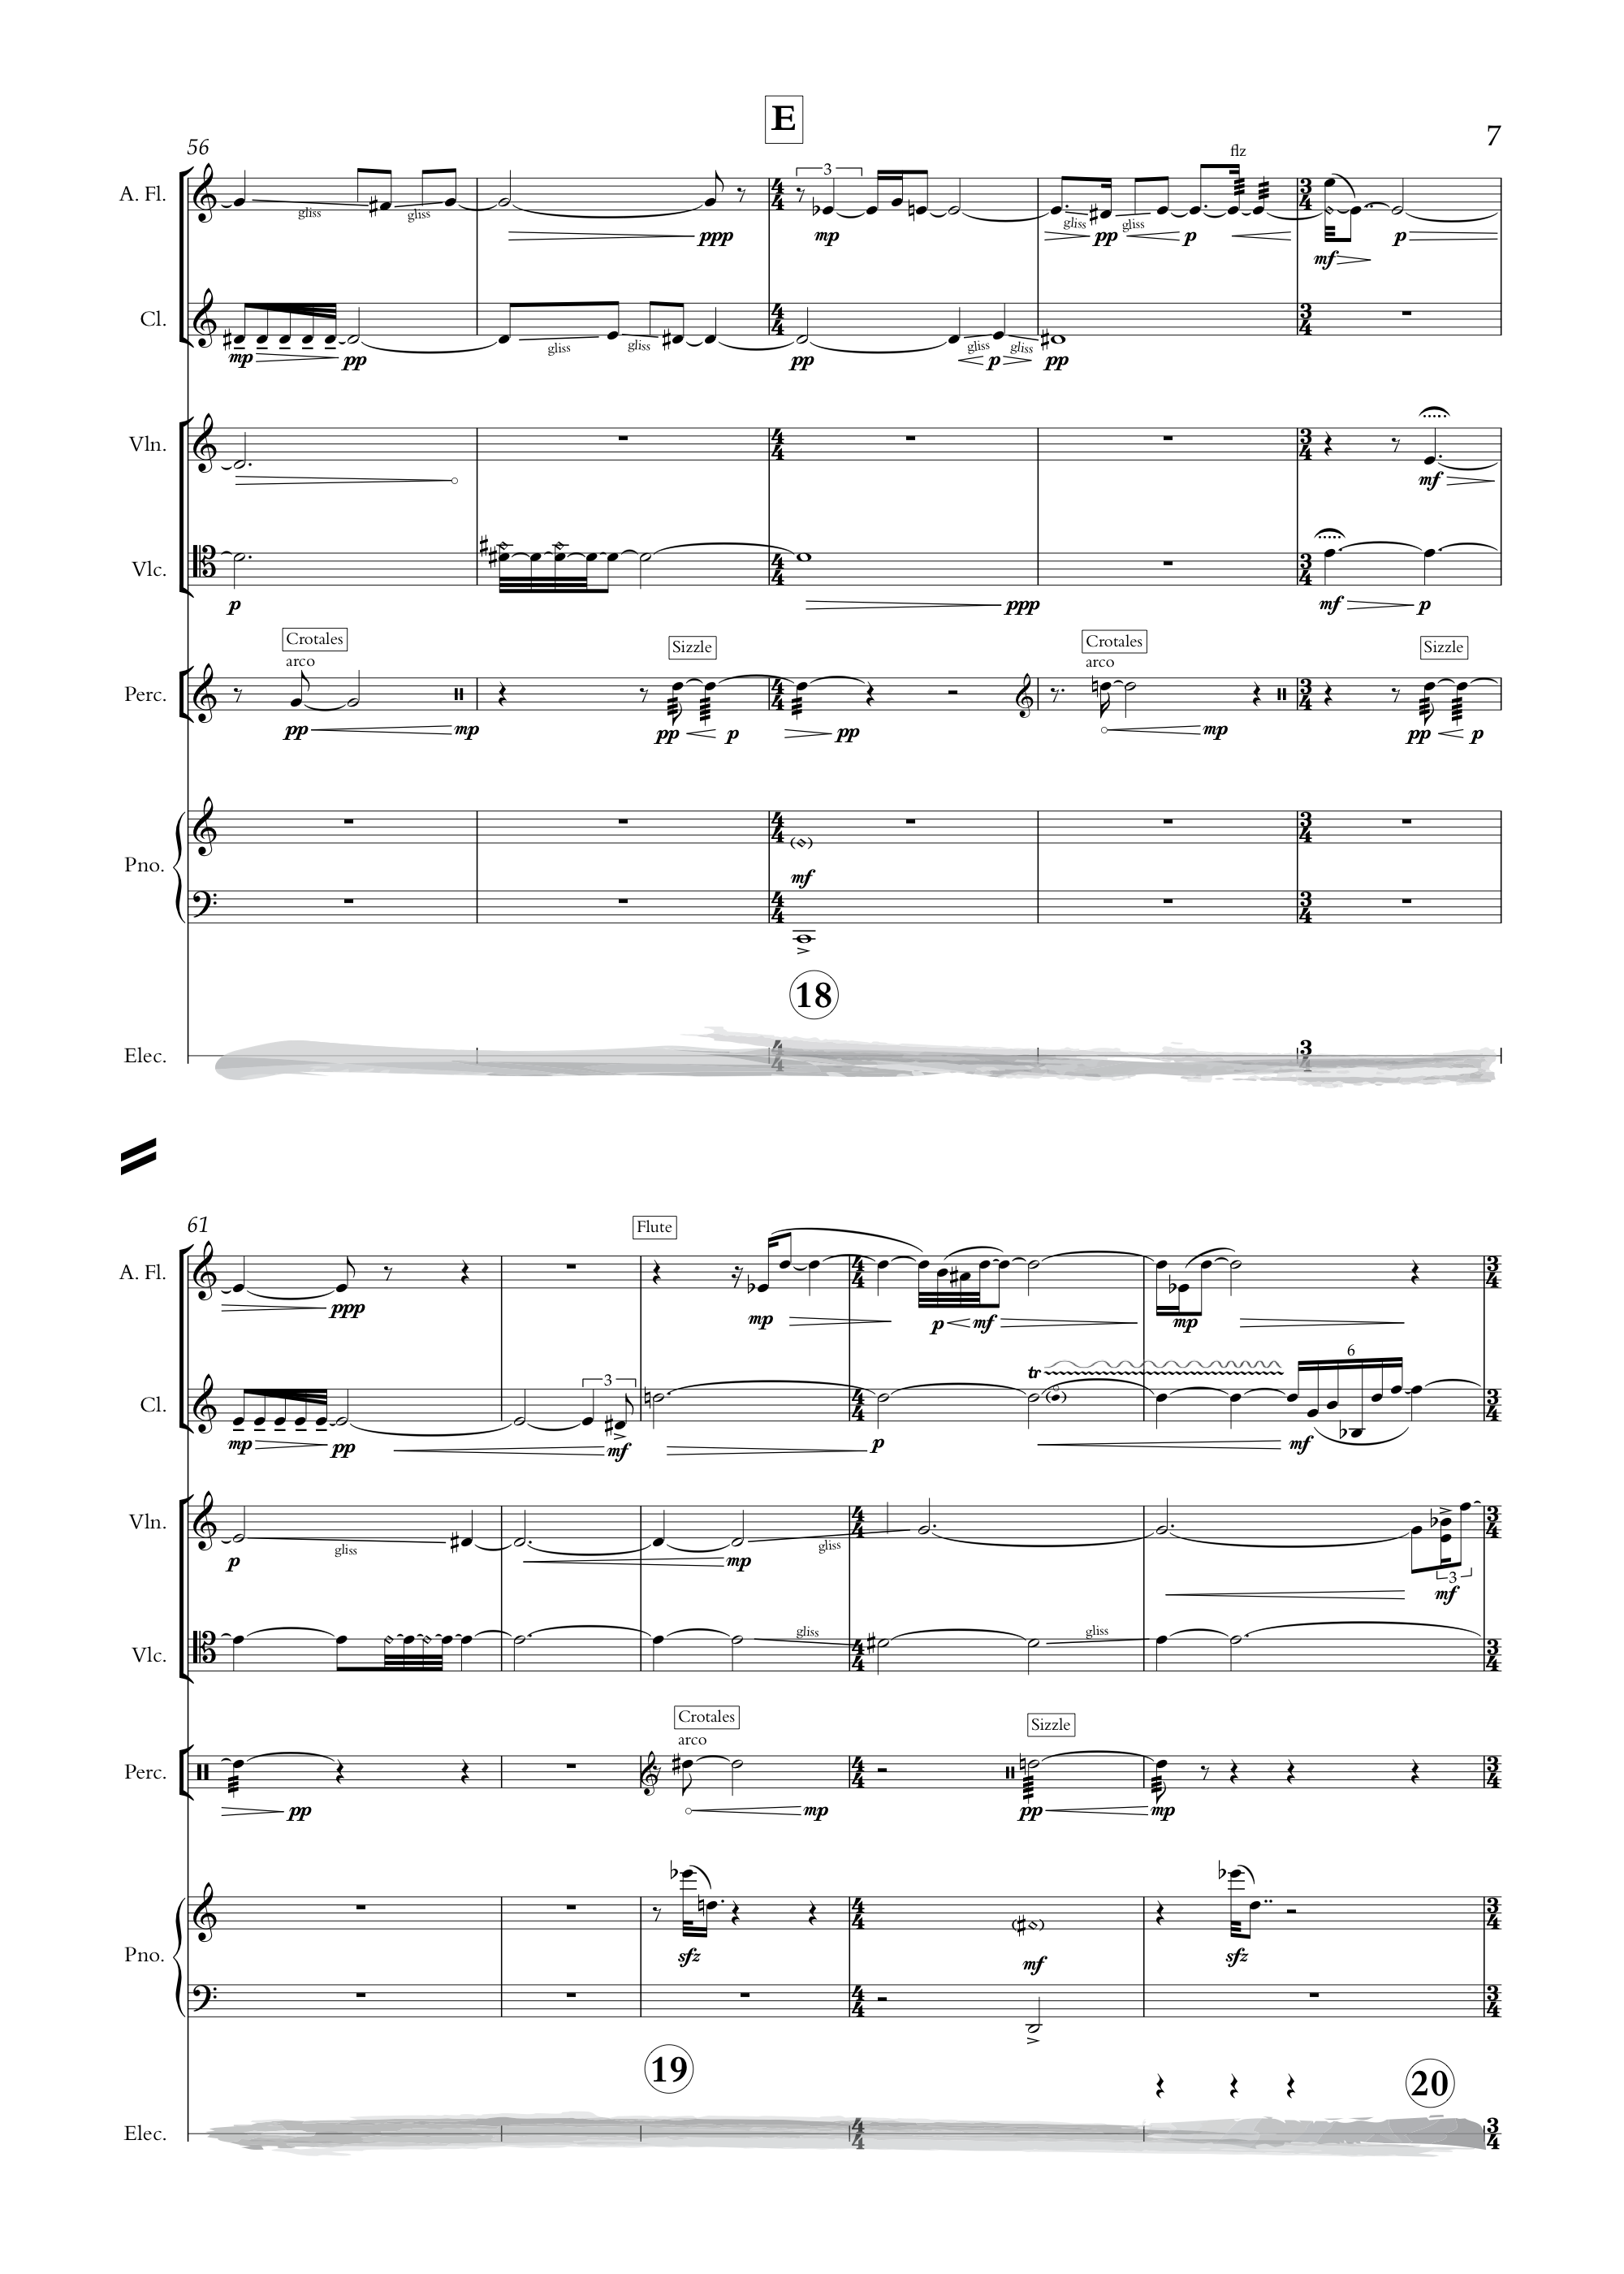 E
56
7
flz
A. Fl.
gliss
gliss
3
gliss
gliss
ppp
mp
pp
p
mf
p
Cl.
mp
pp
gliss
gliss
pp
gliss
p
gliss
pp
Vln.
mf
Vlc.
p
ppp
mf
p
Crotales
arco
Sizzle
Crotales
arco
Sizzle
Perc.
pp
mp
pp
p
pp
mp
pp
p
Pno.
mf
18
Elec.
61
Flute
A. Fl.
ppp
mp
p
mf
mp
Cl.
3
tr
6
mp
pp
mf
p
mf
Vln.
p
gliss
mp
gliss
3
mf
Vlc.
gliss
gliss
Crotales
arco
Sizzle
Perc.
pp
mp
pp
mp
Pno.
sfz
mf
sfz
19
20
Elec.